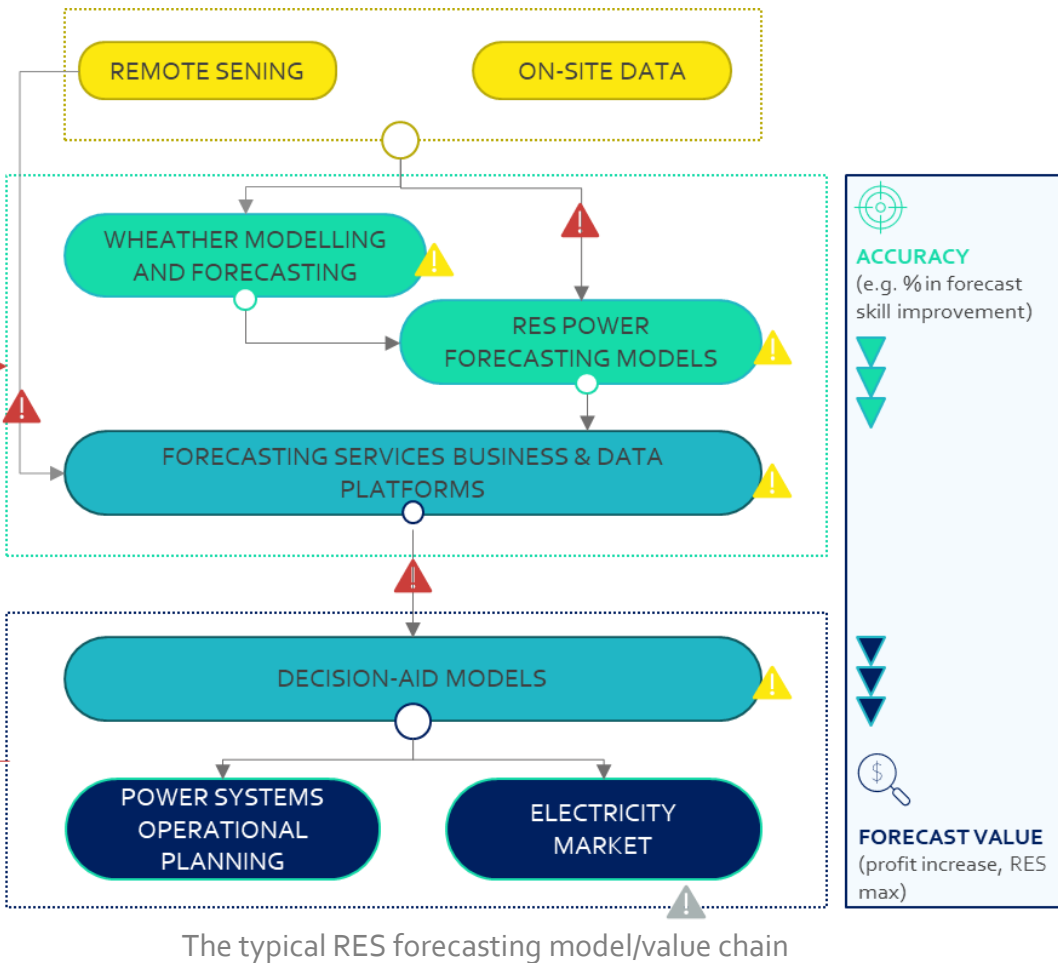 REMOTE SENING
ON-SITE DATA
WHEATHER MODELLING
AND FORECASTING
RES POWER
FORECASTING MODELS
FORECASTING SERVICES BUSINESS & DATA
PLATFORMS
DECISION-AID MODELS
POWER SYSTEMS
OPERATIONAL
PLANNING
ELECTRICITY
MARKET
ACCURACY
(e.g. % in forecast
skill improvement)
$
FORECAST VALUE
(profit increase, RES
max)
The typical RES forecasting model/value chain